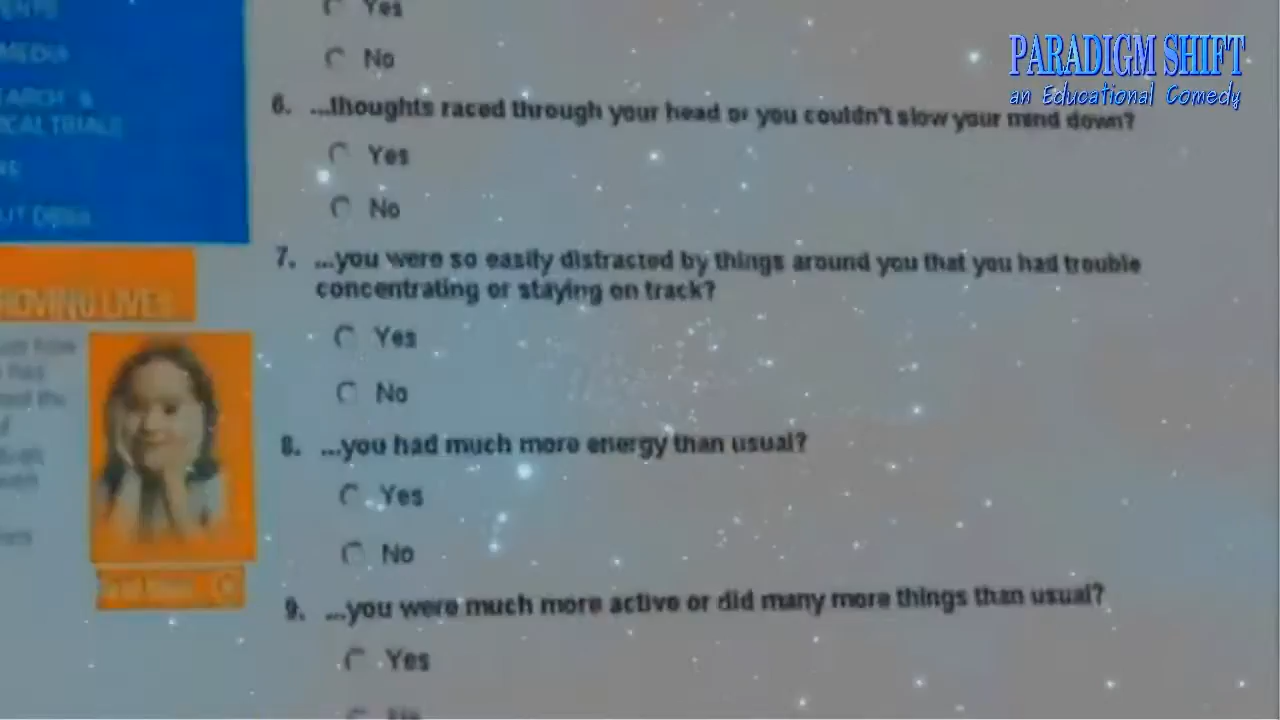 Yes
PARADIGM SHIFT
No
MEDIA
an Educational Comedy
6. ...thoughts raced through your head or you couldn't slow your mind down?
Yes
No
7. ...you were so easily distracted by things around you that you had trouble
concentrating or staying on track?
Yes
No
8. ...you had much more energy than usual?
Yes
No
9. ...you were much more active or did many more things than usual?
Yes